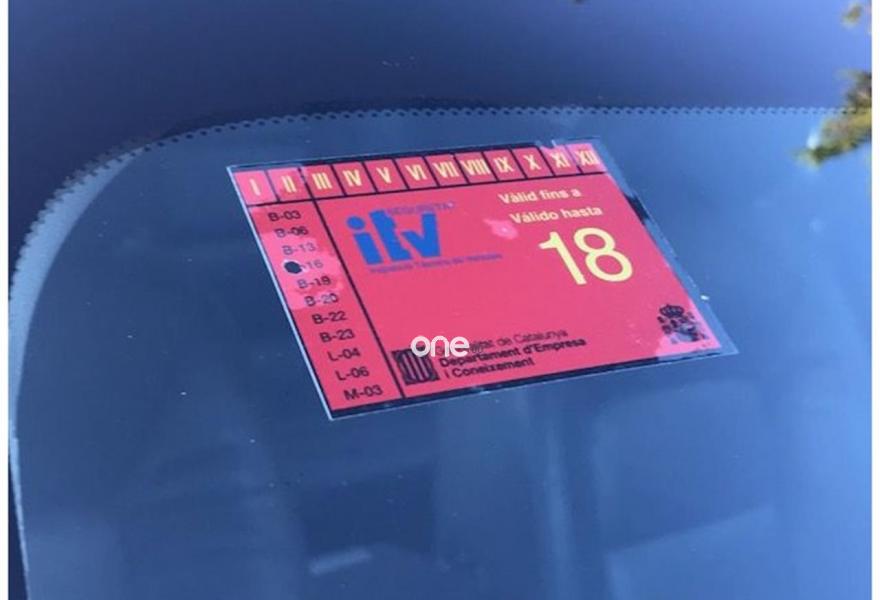 I II III IV V VI VII VIII IX X XI XII
B-03
B-06
B-13
-16
B-19
B-20
B-22
B-23
L-04
L-06
M-03
itv
Vàlid fins a
Válido hasta
18
one
de Catalunya
Departament d'Empresa
i Coneixement